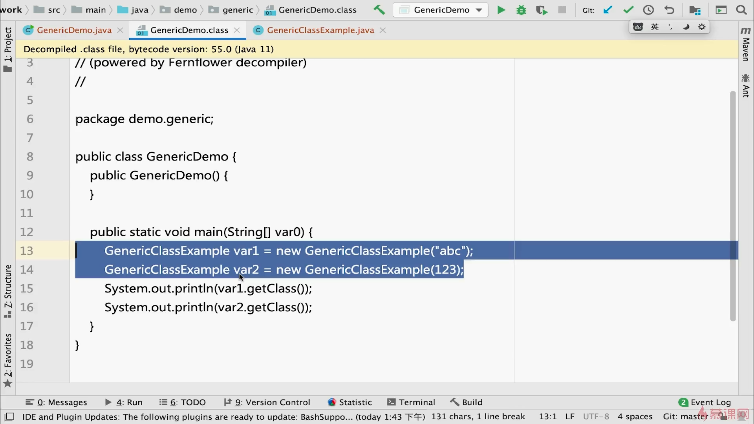 work src main java demo generic GenericDemo.class GenericDemo Git:
GenericDemo.java GenericDemo.class GenericClassExample.java 英
Decompiled .class file, bytecode version: 55.0 (Java 11)
3 // (powered by Fernflower decompiler)
4 //
5
6 package demo.generic;
7
8 public class GenericDemo {
9 public GenericDemo() {
10 }
11
12 public static void main(String[] var0) {
13 GenericClassExample var1 = new GenericClassExample("abc");
14 GenericClassExample var2 = new GenericClassExample(123);
15 System.out.println(var1.getClass());
16 System.out.println(var2.getClass());
17 }
18 }
19
1: Project
Z: Structure
2: Favorites
Maven
Ant
0: Messages 4: Run 6: TODO 9: Version Control Statistic Terminal Build 2 Event Log
IDE and Plugin Updates: The following plugins are ready to update: BashSuppo... (today 1:43 下午) 131 chars, 1 line break 13:1 LF UTF-8 4 spaces Git: master
慕课网